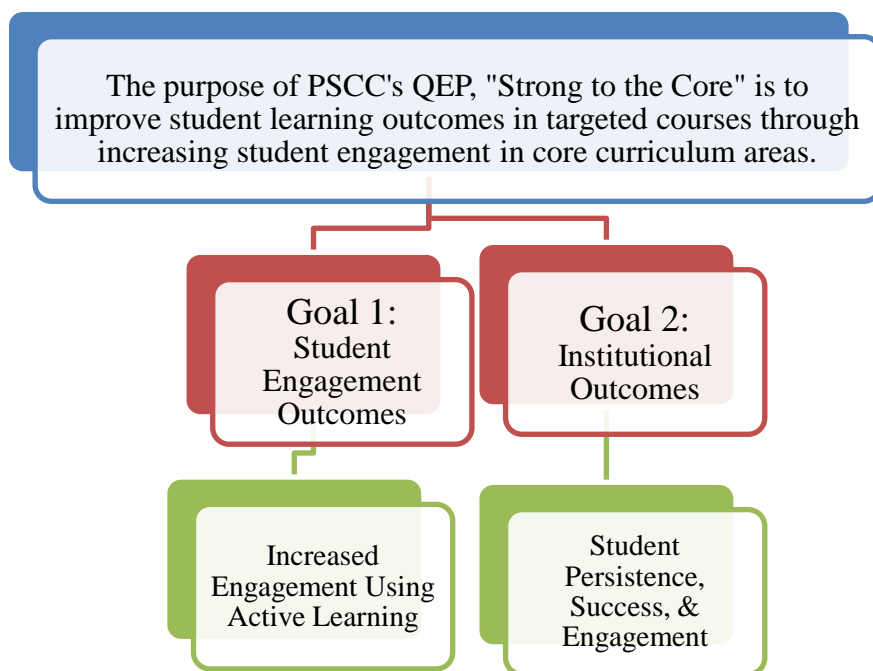 The purpose of PSCC's QEP, "Strong to the Core" is to
improve student learning outcomes in targeted courses through
increasing student engagement in core curriculum areas.
Goal 1:
Student
Engagement
Outcomes
Goal 2:
Institutional
Outcomes
Increased
Engagement Using
Active Learning
Student
Persistence,
Success, &
Engagement